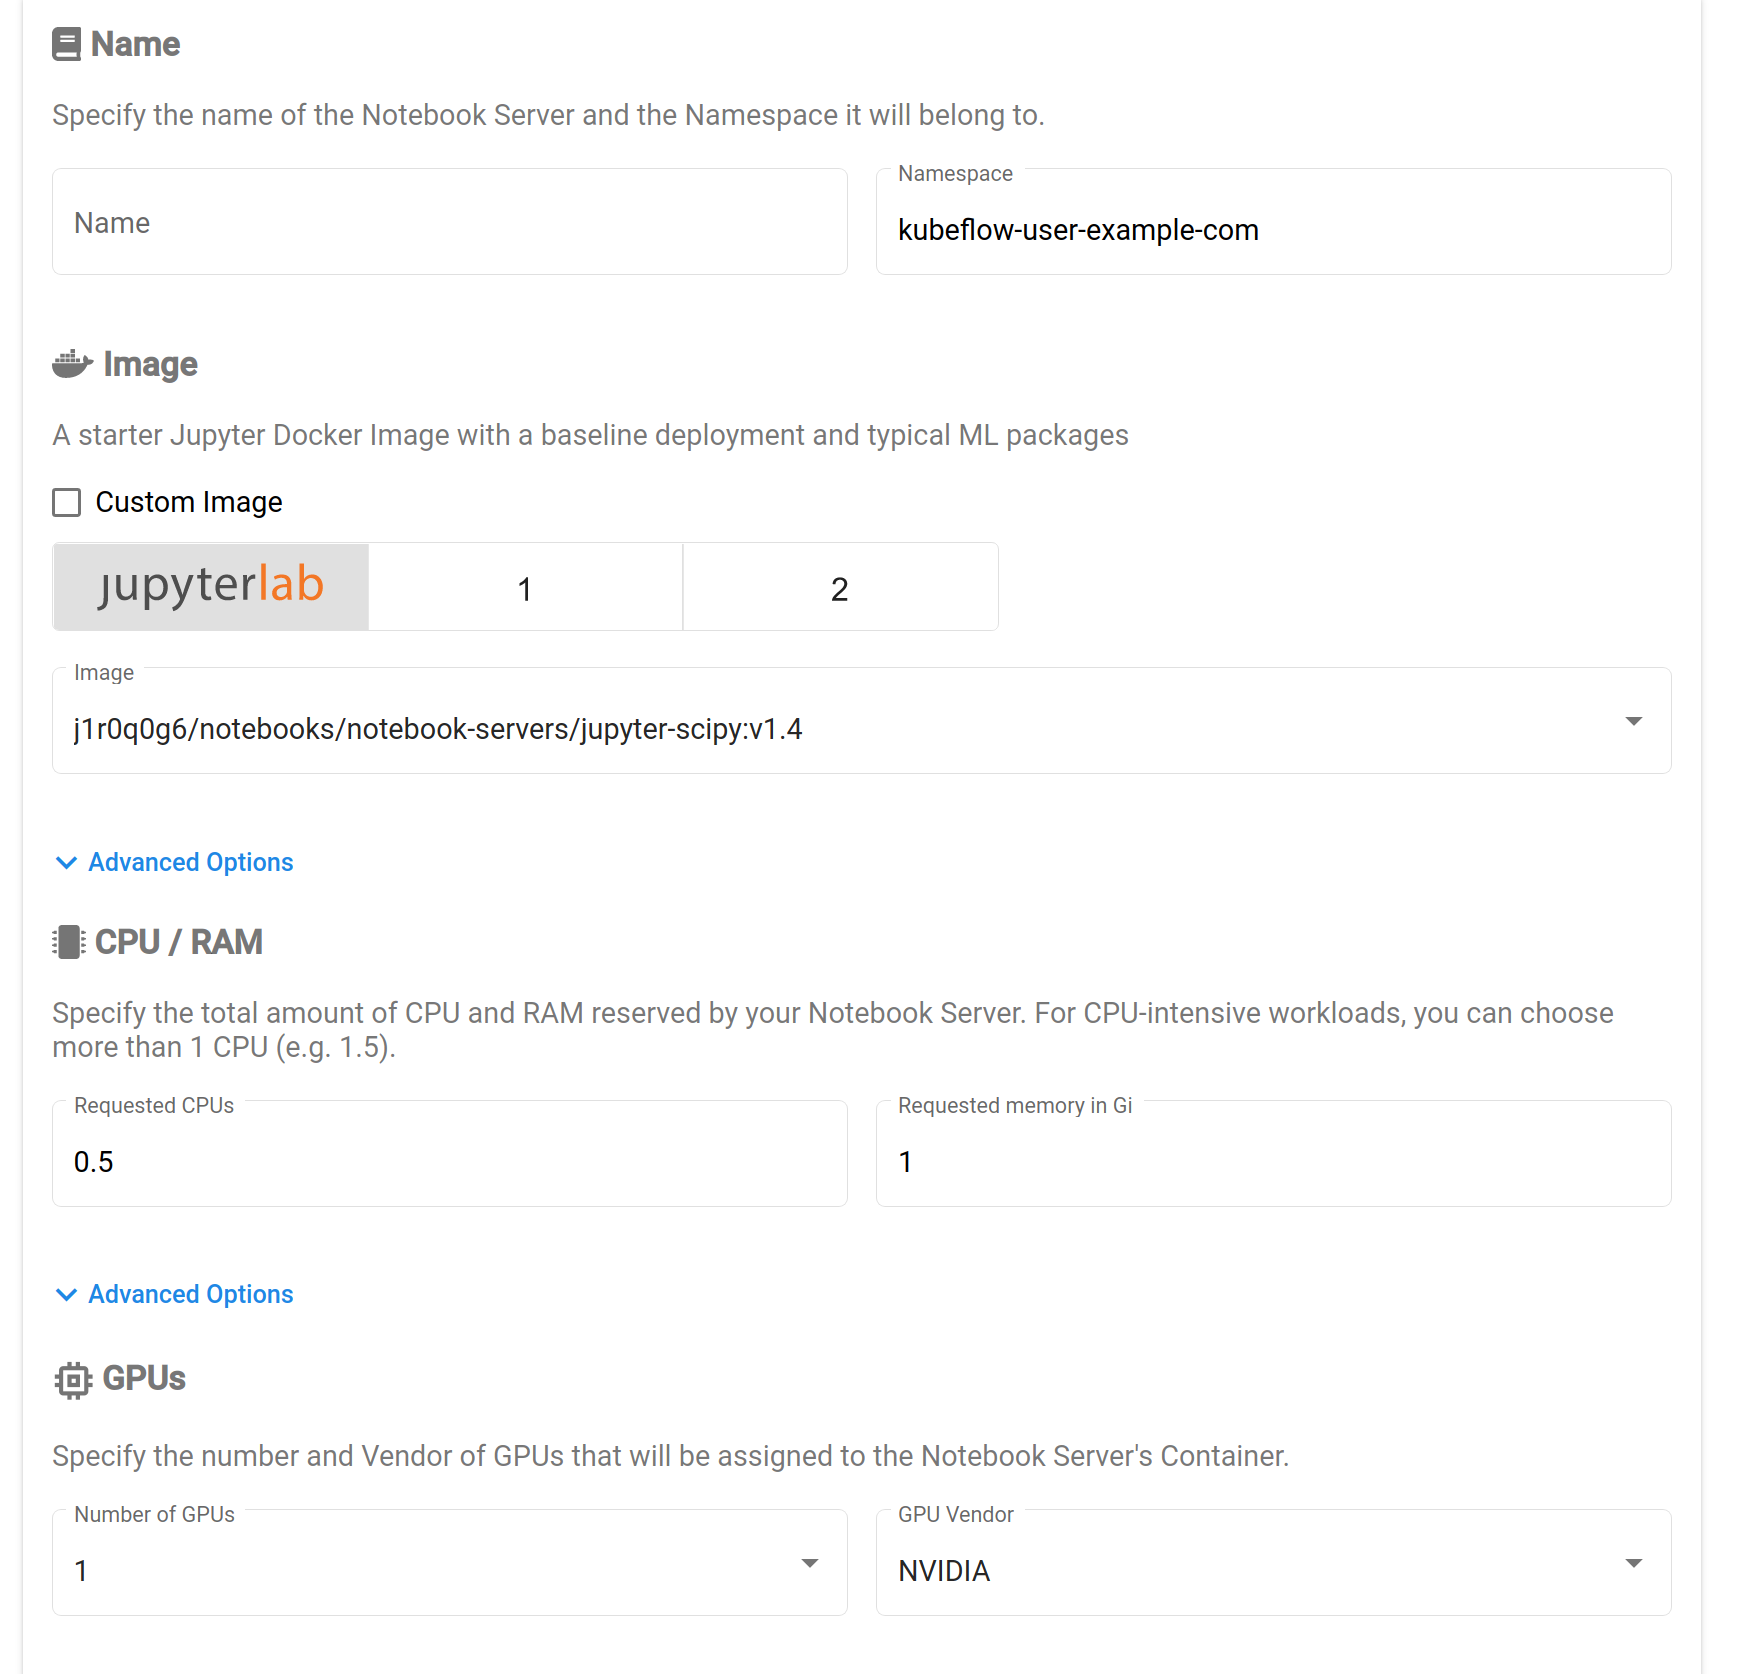 Name
Specify the name of the Notebook Server and the Namespace it will belong to.
Name
Namespace
kubeflow-user-example-com
Image
A starter Jupyter Docker Image with a baseline deployment and typical ML packages
Custom Image
jupyterlab
1
2
Image
j1r0q0g6/notebooks/notebook-servers/jupyter-scipy:v1.4
Advanced Options
CPU / RAM
Specify the total amount of CPU and RAM reserved by your Notebook Server. For CPU-intensive workloads, you can choose
more than 1 CPU (e.g. 1.5).
Requested CPUs
0.5
Requested memory in Gi
1
Advanced Options
GPUs
Specify the number and Vendor of GPUs that will be assigned to the Notebook Server's Container.
Number of GPUs
1
GPU Vendor
NVIDIA